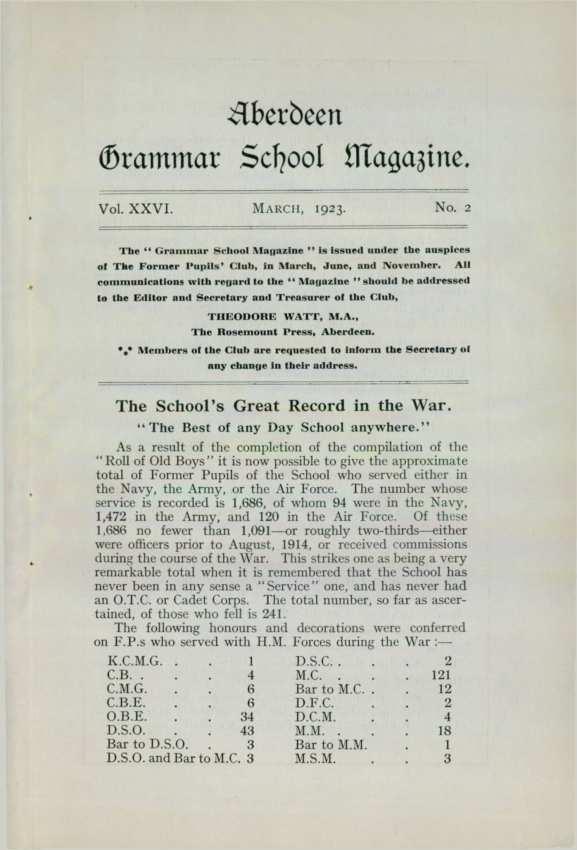 Aberdeen
Grammar School Magazine.
Vol. XXVI. MARCH, 1923. No. 2
The "Grammar School Magazine" is issued under the auspices
of The Former Pupils' Club, in March, June, and November. All
communications with regard to the "Magazine" should be addressed
to the Editor and Secretary and Treasurer of the Club,
THEODORE WATT, M.A.,
The Rosemount Press, Aberdeen.
*** Members of the Club are requested to inform the Secretary of
any change in their address.
The School's Great Record in the War.
"The Best of any Day School anywhere."
As a result of the completion of the compilation of the
"Roll of Old Boys" it is now possible to give the approximate
total of Former Pupils of the School who served either in
the Navy, the Army, or the Air Force. The number whose
service is recorded is 1,686, of whom 94 were in the Navy,
1,472 in the Army, and 120 in the Air Force. Of these
1,686 no fewer than 1,091—or roughly two-thirds—either
were officers prior to August, 1914, or received commissions
during the course of the War. This strikes one as being a very
remarkable total when it is remembered that the School has
never been in any sense a "Service" one, and has never had
an O.T.C. or Cadet Corps. The total number, so far as ascer-
tained, of those who fell is 241.
The following honours and decorations were conferred
on F.P.s who served with H.M. Forces during the War :—
K.C.M.G. . . 1
C.B. . . . 4
C.M.G. . . 6
C.B.E. . . 6
O.B.E. . . 34
D.S.O. . . 43
Bar to D.S.O. . 3
D.S.O. and Bar to M.C. 3
D.S.C. . . . 2
M.C. . . . 121
Bar to M.C. . . 12
D.F.C. . . 2
D.C.M. . . 4
M.M. . . . 18
Bar to M.M. . 1
M.S.M. . . 3